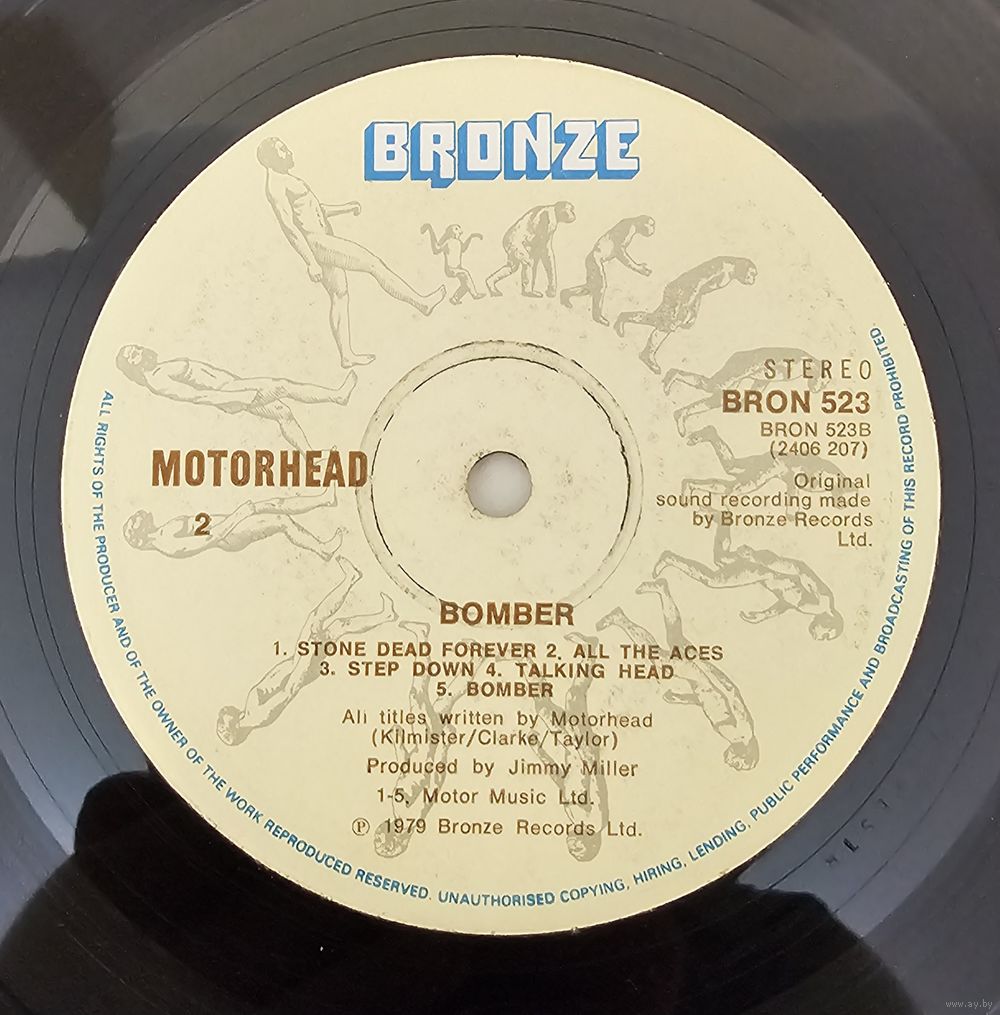 BRONZE
STEREO
BRON 523
BRON 523B
(2406 207)
Original
sound recording made
by Bronze Records
Ltd.
MOTORHEAD
2
BOMBER
1. STONE DEAD FOREVER 2. ALL THE ACES
3. STEP DOWN 4. TALKING HEAD
5. BOMBER
All titles written by Motorhead
(Kilmister/Clarke/Taylor)
Produced by Jimmy Miller
1-5, Motor Music Ltd.
℗ 1979 Bronze Records Ltd.
ALL RIGHTS OF THE PRODUCER AND OF THE OWNER OF THE WORK REPRODUCED RESERVED. UNAUTHORISED COPYING, HIRING, LENDING, PUBLIC PERFORMANCE AND BROADCASTING OF THIS RECORD PROHIBITED.
www.ay.by